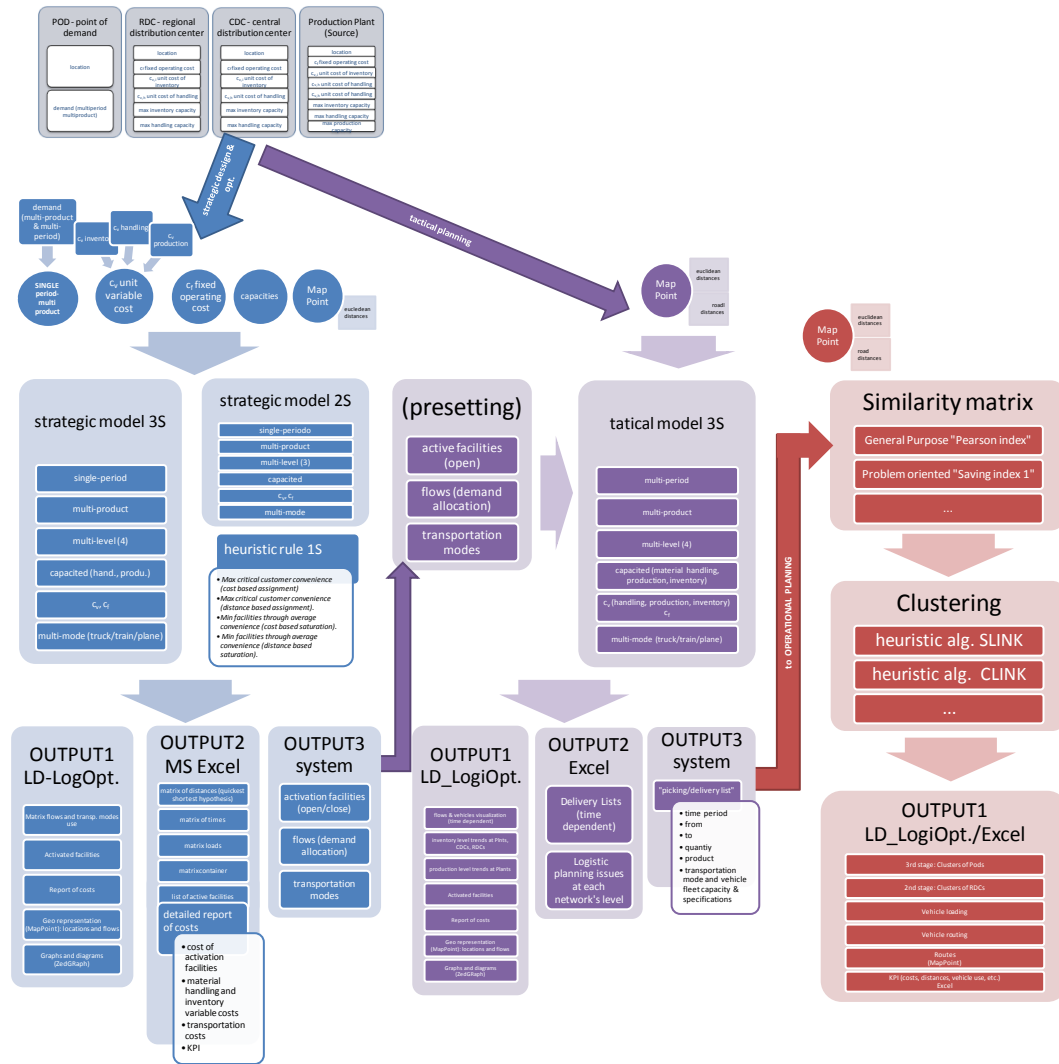 POD - point of
demand
location
demand (multiperiod
multiproduct)
RDC - regional
distribution center
location
cf fixed operating cost
cv,i unit cost of
inventory
cv,h unit cost of handling
max inventory capacity
max handling capacity
CDC - central
distribution center
location
cf fixed operating cost
cv,i unit cost of
inventory
cv,h unit cost of handling
max inventory capacity
max handling capacity
Production Plant
(Source)
location
cf fixed operating cost
unit cost of inventory
unit cost of handling
unit cost of handling
max inventory capacity
max handling capacity
max production
capacity
strategic dessign &
opt.
tactical planning
demand
(multi-product
& multi-
period)
cv inventory
cv handling
cv
production
SINGLE
period-
multi
product
cv unit
variable
cost
cf fixed
operating
cost
capacities
Map
Point
eucledean
distances
Map
Point
euclidean
distances
roadl
distances
Map
Point
euclidean
distances
road
distances
strategic model 3S
single-period
multi-product
multi-level (4)
capacited (hand., produ.)
cv, cf
multi-mode (truck/train/plane)
strategic model 2S
single-periodo
multi-product
multi-level (3)
capacited
cv, cf
multi-mode
heuristic rule 1S
• Max critical customer convenience
(cost based assignment)
• Max critical customer convenience
(distance based assignment).
• Min facilities through average
convenience (cost based saturation).
• Min facilities through average
convenience (distance based
saturation).
(presetting)
active facilities
(open)
flows (demand
allocation)
transportation
modes
tatical model 3S
multi-period
multi-product
multi-level (4)
capacited (material handling,
production, inventory)
cv (handling, production, inventory)
cf
multi-mode (truck/train/plane)
to OPERATIONAL PLANING
Similarity matrix
General Purpose "Pearson index"
Problem oriented "Saving index 1"
...
Clustering
heuristic alg. SLINK
heuristic alg. CLINK
...
OUTPUT1
LD-LogOpt.
Matrix flows and transp. modes
use
Activated facilities
Report of costs
Geo representation
(MapPoint): locations and flows
Graphs and diagrams
(ZedGRaph)
OUTPUT2
MS Excel
matrix of distances (quickest
shortest hypothesis)
matrix of times
matrix loads
matrixcontainer
list of active facilities
detailed report
of costs
• cost of
activation
facilities
• material
handling and
inventory
variable costs
• transportation
costs
• KPI
OUTPUT3
system
activation facilities
(open/close)
flows (demand
allocation)
transportation
modes
OUTPUT1
LD_LogiOpt.
flows & vehicles visualization
(time dependent)
inventory level trends at Plnts,
CDCs, RDCs
production level trends at Plants
Activated facilities
Report of costs
Geo representation
(MapPoint): locations and flows
Graphs and diagrams
(ZedGRaph)
OUTPUT2
Excel
Delivery Lists
(time
dependent)
Logistic
planning issues
at each
network's level
OUTPUT3
system
"picking/delivery list"
• time period
• from
• to
• quantiy
• product
• transportation
mode and vehicle
fleet capacity &
specifications
OUTPUT1
LD_LogiOpt./Excel
3rd stage: Clusters of Pods
2nd stage: Clusters of RDCs
Vehicle loading
Vehicle routing
Routes
(MapPoint)
KPI (costs, distances, vehicle use, etc.)
Excel